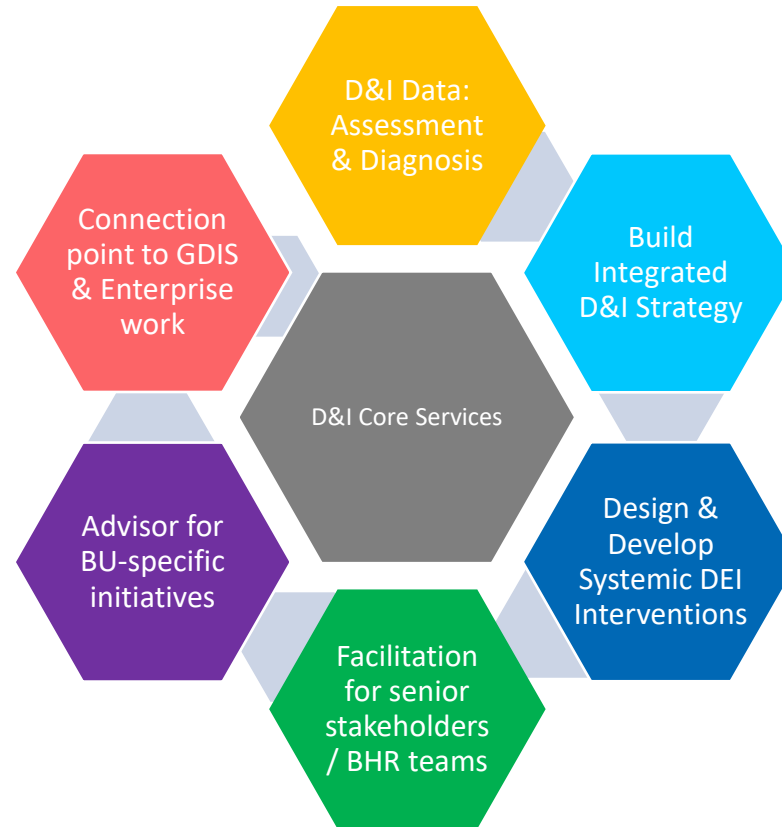 D&I Data:
Assessment
& Diagnosis
Build
Integrated
D&I Strategy
Design &
Develop
Systemic DEI
Interventions
Facilitation
for senior
stakeholders
/ BHR teams
Advisor for
BU-specific
initiatives
Connection
point to GDIS
& Enterprise
work
D&I Core Services